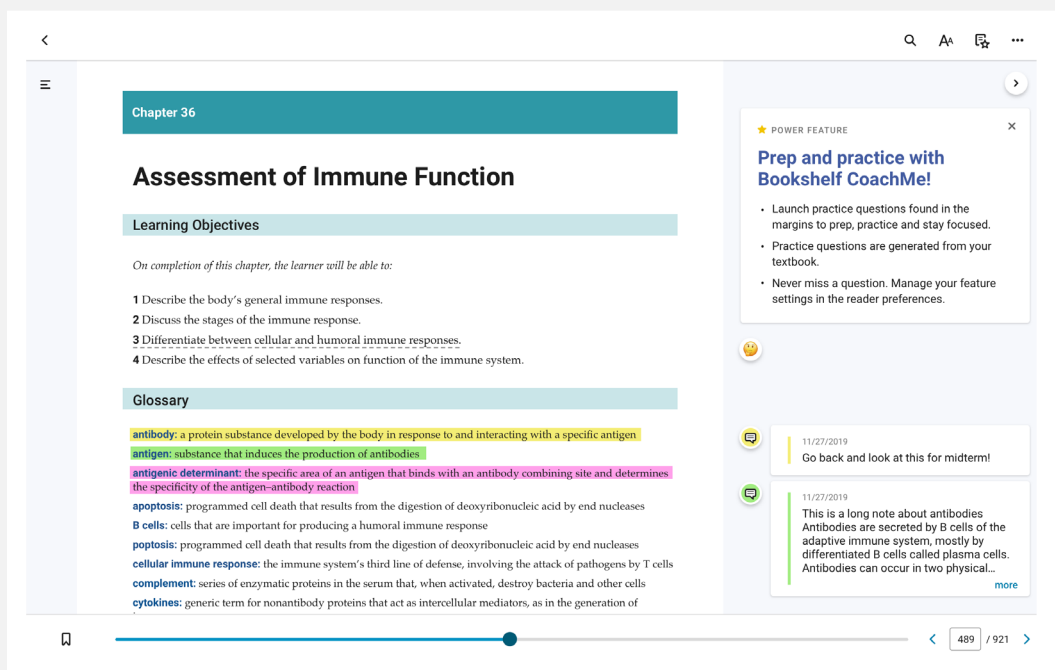 Chapter 36
Assessment of Immune Function
Learning Objectives
On completion of this chapter, the learner will be able to:
1 Describe the body's general immune responses.
2 Discuss the stages of the immune response.
3 Differentiate between cellular and humoral immune responses.
4 Describe the effects of selected variables on function of the immune system.
Glossary
antibody: a protein substance developed by the body in response to and interacting with a specific antigen
antigen: substance that induces the production of antibodies
antigenic determinant: the specific area of an antigen that binds with an antibody combining site and determines
the specificity of the antigen–antibody reaction
apoptosis: programmed cell death that results from the digestion of deoxyribonucleic acid by end nucleases
B cells: cells that are important for producing a humoral immune response
poptosis: programmed cell death that results from the digestion of deoxyribonucleic acid by end nucleases
cellular immune response: the immune system's third line of defense, involving the attack of pathogens by T cells
complement: series of enzymatic proteins in the serum that, when activated, destroy bacteria and other cells
cytokines: generic term for nonantibody proteins that act as intercellular mediators, as in the generation of
AA
POWER FEATURE
Prep and practice with
Bookshelf CoachMe!
• Launch practice questions found in the
margins to prep, practice and stay focused.
• Practice questions are generated from your
textbook.
• Never miss a question. Manage your feature
settings in the reader preferences.
11/27/2019
Go back and look at this for midterm!
11/27/2019
This is a long note about antibodies
Antibodies are secreted by B cells of the
adaptive immune system, mostly by
differentiated B cells called plasma cells.
Antibodies can occur in two physical...
more
489 / 921